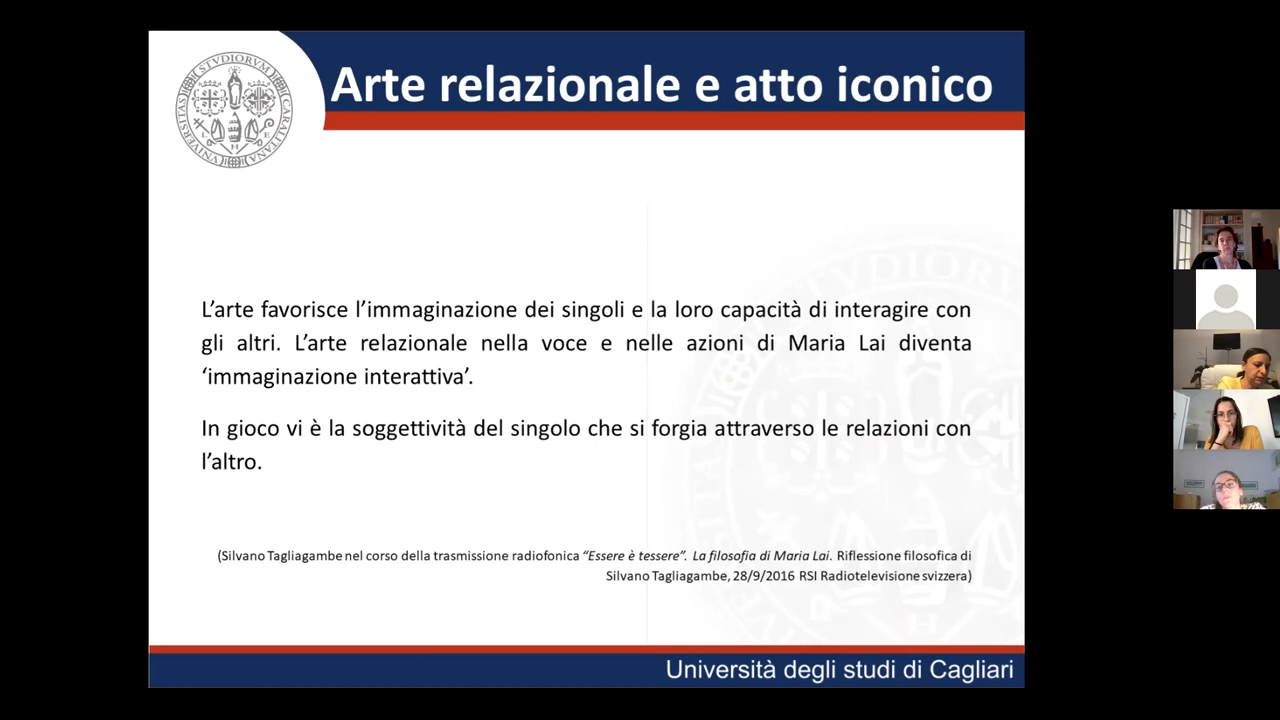 Arte relazionale e atto iconico
STVDIORVM
VNIVERSITAS
CARALITANA
L'arte favorisce l'immaginazione dei singoli e la loro capacità di interagire con
gli altri. L'arte relazionale nella voce e nelle azioni di Maria Lai diventa
'immaginazione interattiva'.
In gioco vi è la soggettività del singolo che si forgia attraverso le relazioni con
l'altro.
(Silvano Tagliagambe nel corso della trasmissione radiofonica “Essere è tessere”. La filosofia di Maria Lai. Riflessione filosofica di
Silvano Tagliagambe, 28/9/2016 RSI Radiotelevisione svizzera)
Università degli studi di Cagliari